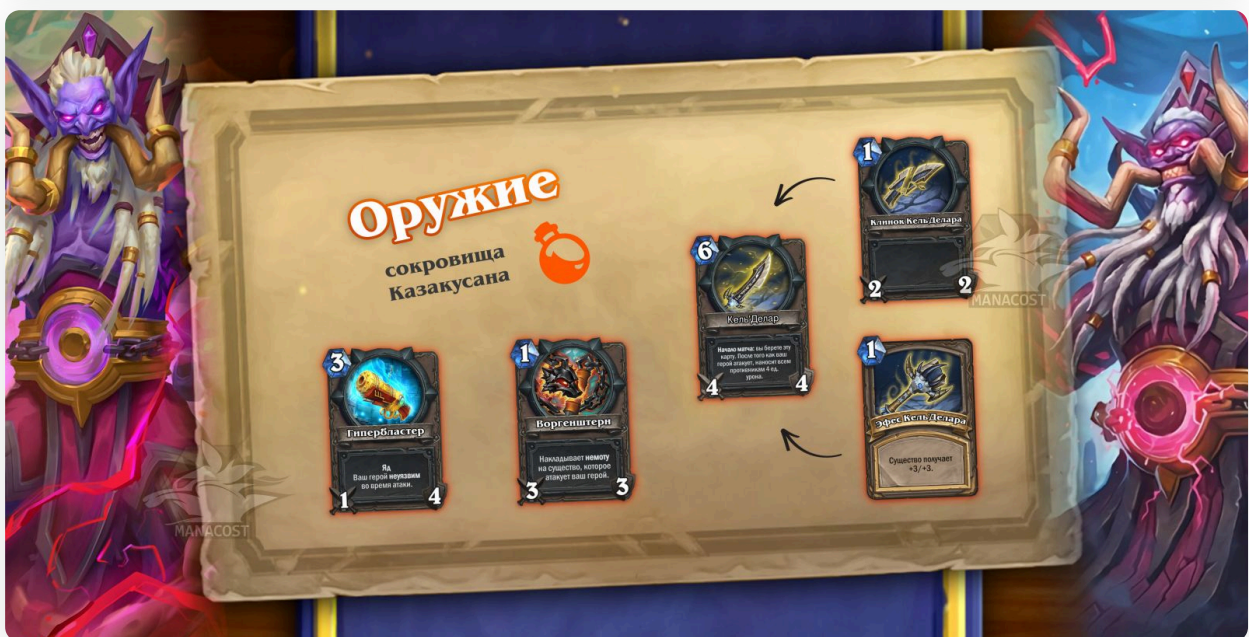 Оружие
сокровища
Казакусана
3
Гипербластер
Яд
Ваш герой неуязвим
во время атаки.
1
4
1
Воргенштерн
Накладывает немоту
на существо, которое
атакует ваш герой.
3
3
6
Кель'Делар
Начало матча: вы берете эту
карту. После того как ваш
герой атакует, наносит всем
противникам 4 ед.
урона.
4
4
1
Клинок Кель'Делара
2
2
1
Эфес Кель'Делара
Существо получает
+3/+3.
MANACOST
MANACOST